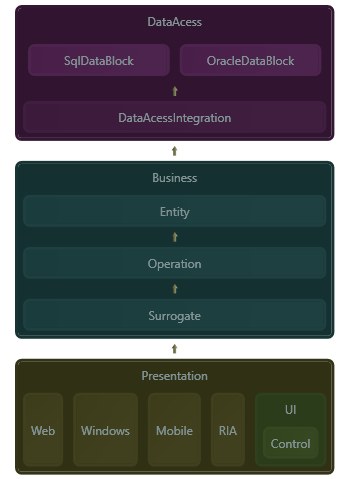 DataAcess
SqlDataBlock OracleDataBlock
DataAcessIntegration
Business
Entity
Operation
Surrogate
Presentation
Web Windows Mobile RIA UI
Control